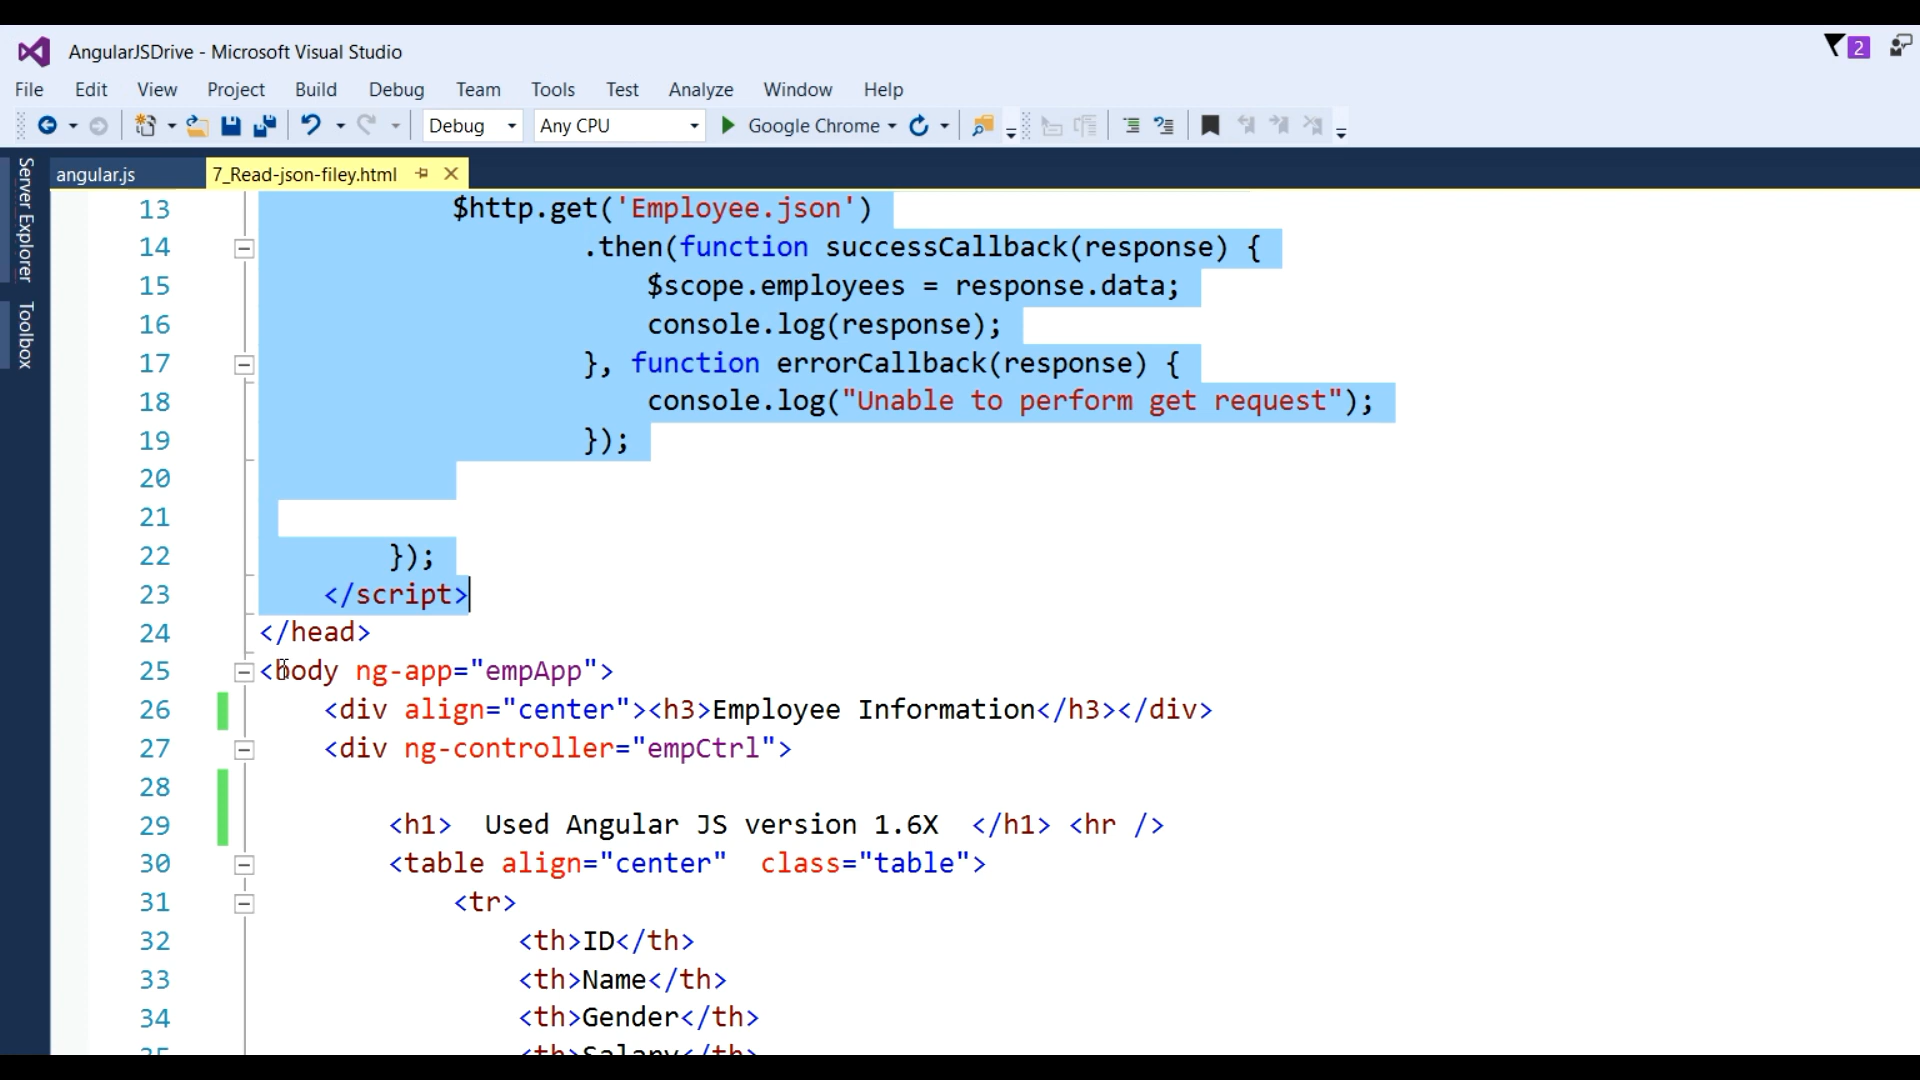 AngularJSDrive - Microsoft Visual Studio
2
File Edit View Project Build Debug Team Tools Test Analyze Window Help
Debug Any CPU Google Chrome
Server Explorer
Toolbox
angular.js 7_Read-json-filey.html
13 $http.get('Employee.json')
14 .then(function successCallback(response) {
15 $scope.employees = response.data;
16 console.log(response);
17 }, function errorCallback(response) {
18 console.log("Unable to perform get request");
19 });
20
21
22 });
23 </script>
24 </head>
25 <body ng-app="empApp">
26 <div align="center"><h3>Employee Information</h3></div>
27 <div ng-controller="empCtrl">
28
29 <h1> Used Angular JS version 1.6X </h1> <hr />
30 <table align="center" class="table">
31 <tr>
32 <th>ID</th>
33 <th>Name</th>
34 <th>Gender</th>
35 <th>Salary</th>